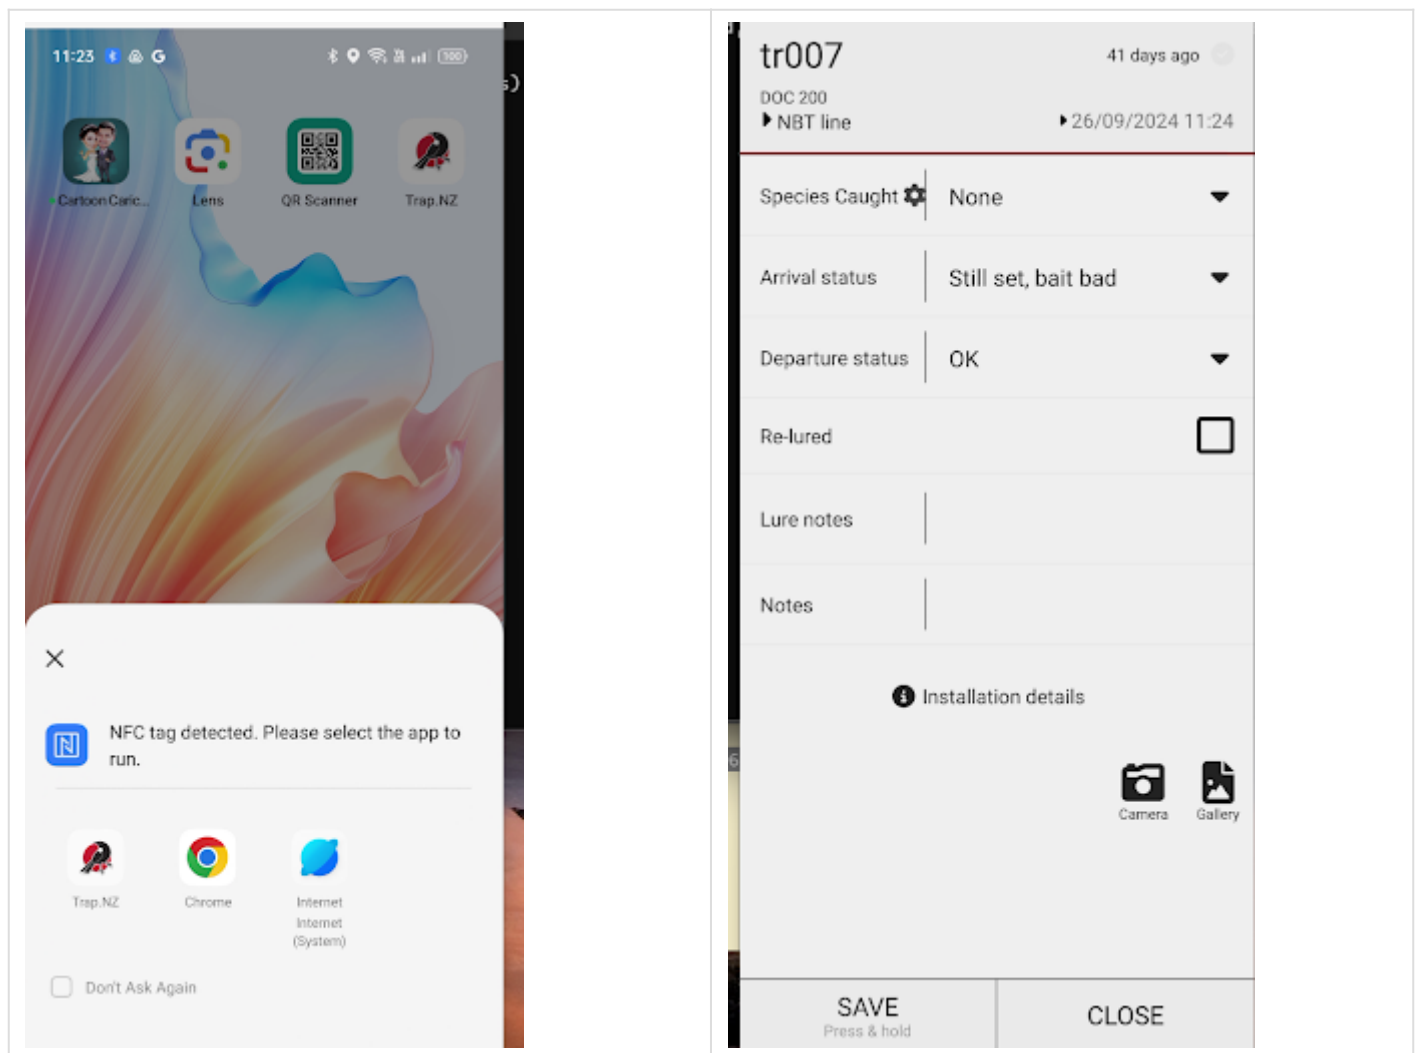 11:23
100
s)
Cartoon Caric...
Lens
QR Scanner
Trap.NZ
NFC tag detected. Please select the app to
run.
Trap.NZ
Chrome
Internet
Internet
(System)
Don't Ask Again
tr007
41 days ago
DOC 200
NBT line
26/09/2024 11:24
Species Caught
None
Arrival status
Still set, bait bad
Departure status
OK
Re-lured
Lure notes
Notes
Installation details
6
Camera
Gallery
SAVE
Press & hold
CLOSE